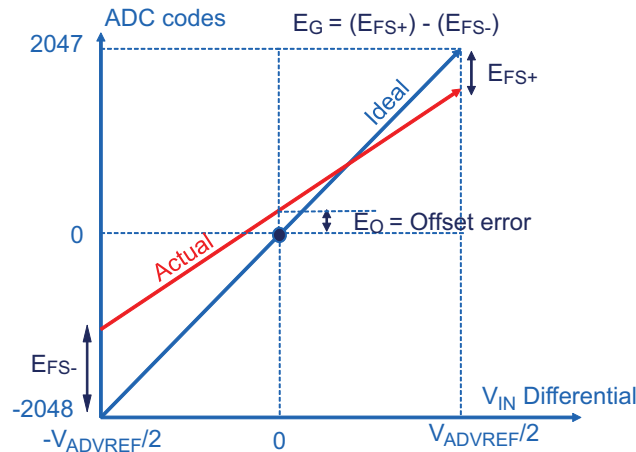 ADC codes
2047
E_G = (E_FS+) - (E_FS-)
E_FS+
Ideal
0
E_O = Offset error
Actual
E_FS-
-2048
V_IN Differential
-V_ADVREF/2
0
V_ADVREF/2